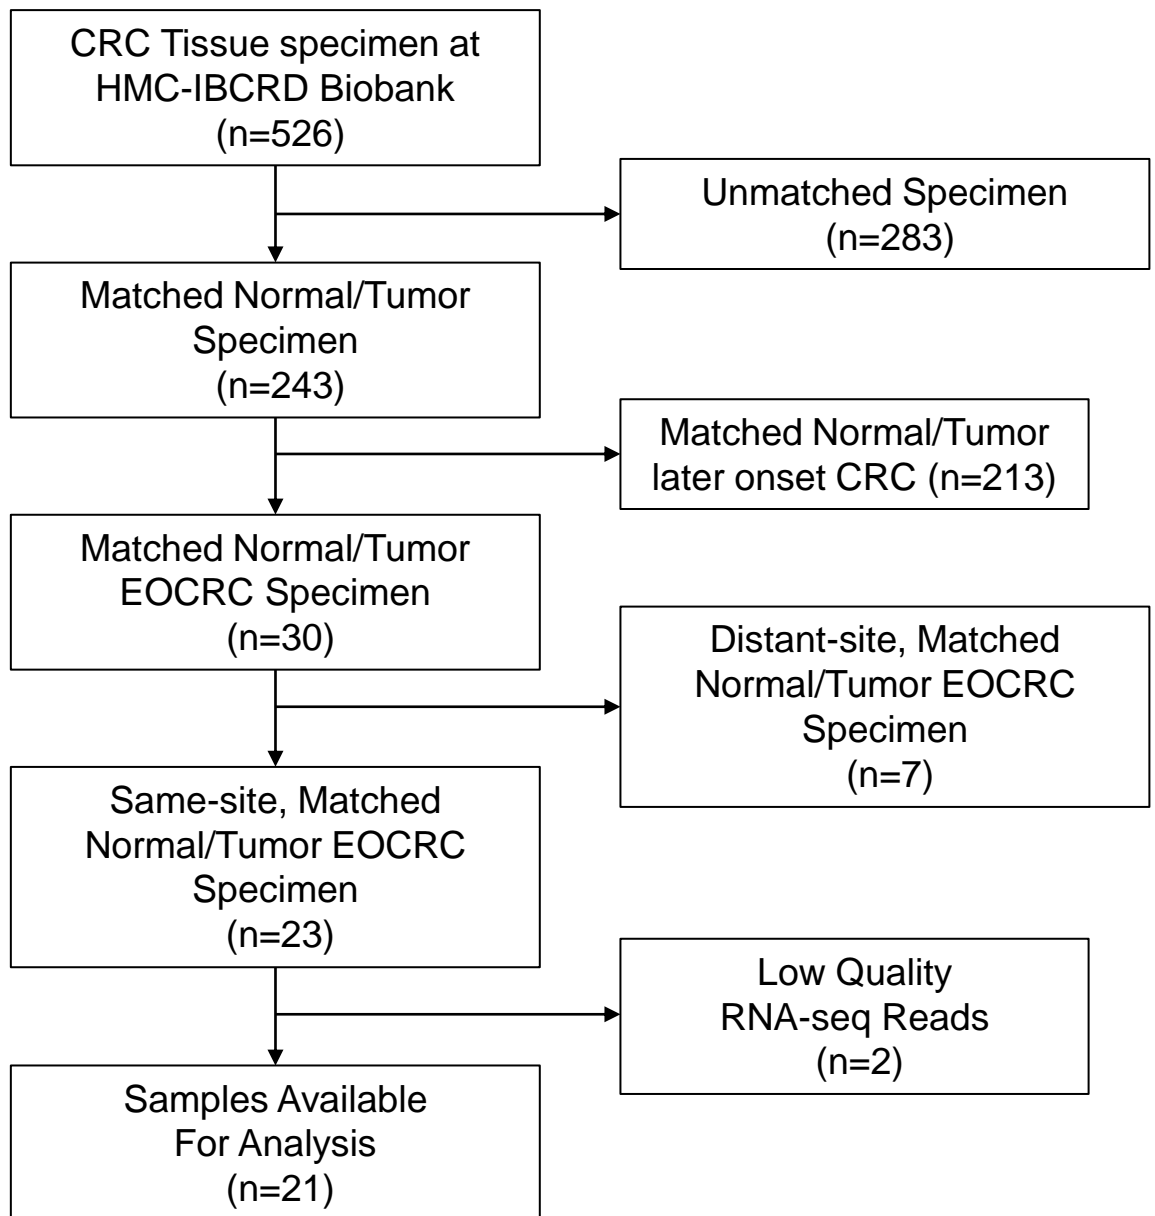 CRC Tissue specimen at
HMC-IBCRD Biobank
(n=526)
Unmatched Specimen
(n=283)
Matched Normal/Tumor
Specimen
(n=243)
Matched Normal/Tumor
later onset CRC (n=213)
Matched Normal/Tumor
EOCRC Specimen
(n=30)
Distant-site, Matched
Normal/Tumor EOCRC
Specimen
(n=7)
Same-site, Matched
Normal/Tumor EOCRC
Specimen
(n=23)
Low Quality
RNA-seq Reads
(n=2)
Samples Available
For Analysis
(n=21)